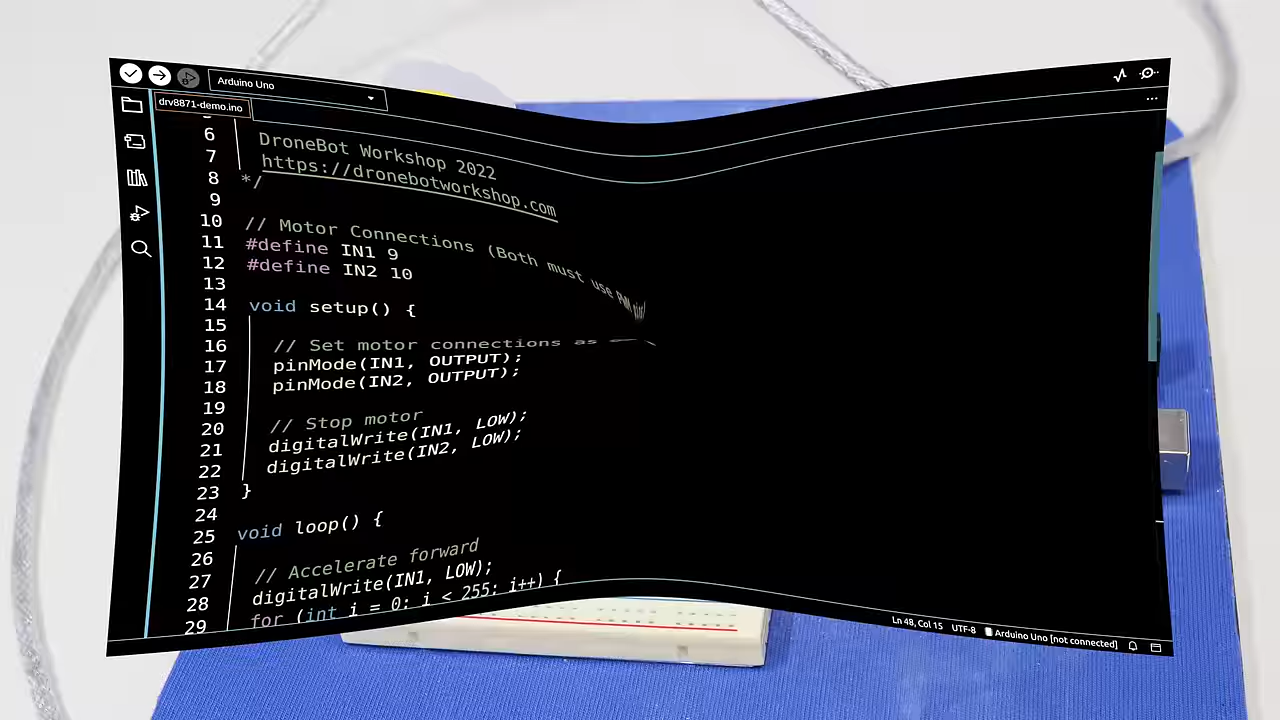 Arduino Uno
drv8871-demo.ino
6 DroneBot Workshop 2022
7 https://dronebotworkshop.com
8 */
9
10 // Motor Connections (Both must use PWM
11 #define IN1 9
12 #define IN2 10
13
14 void setup() {
15
16 // Set motor connections as
17 pinMode(IN1, OUTPUT);
18 pinMode(IN2, OUTPUT);
19
20 // Stop motor
21 digitalWrite(IN1, LOW);
22 digitalWrite(IN2, LOW);
23 }
24
25 void loop() {
26
27 // Accelerate forward
28 digitalWrite(IN1, LOW);
29 for (int i = 0; i < 255; i++) {
Ln 48, Col 15 UTF-8 Arduino Uno [not connected]